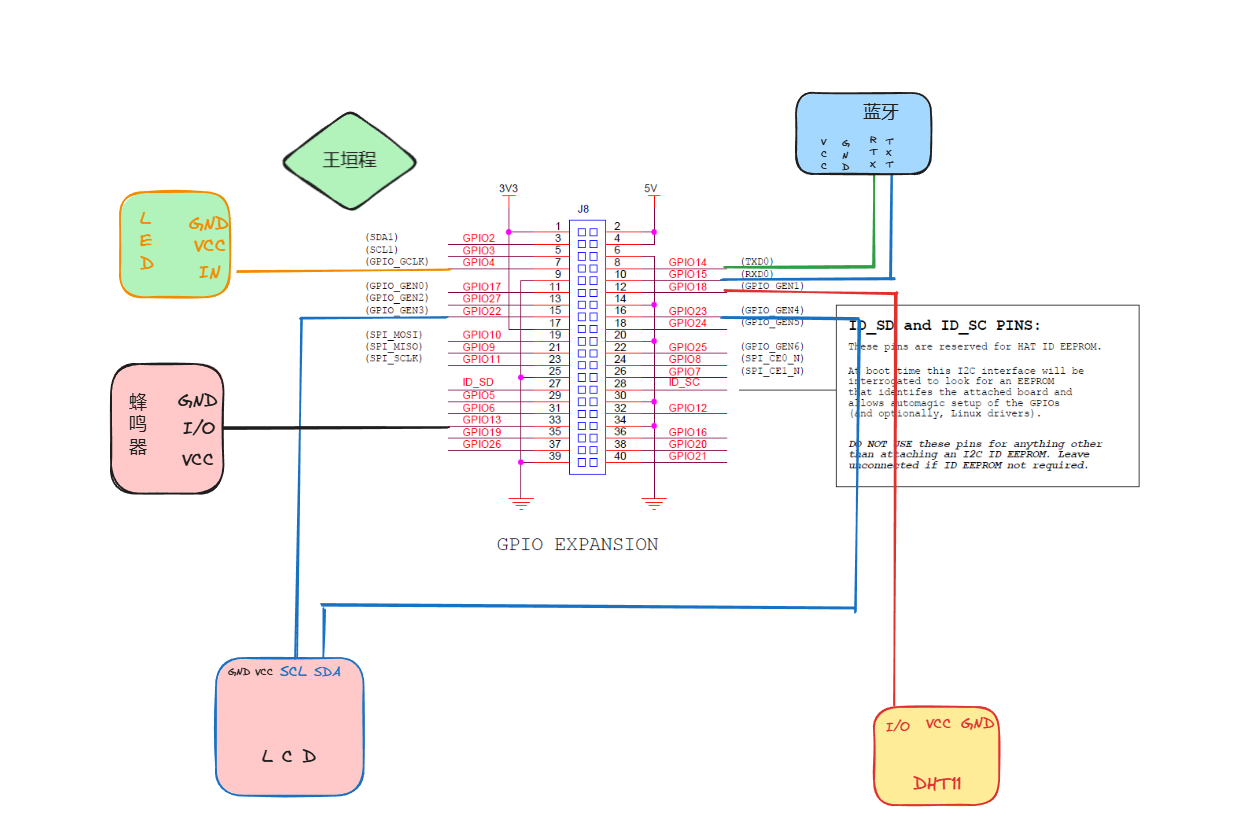 蓝牙
VCC GND RTX TXT
王垣程
LED
GND
VCC
IN
3V3 5V
J8
1 2
(SDA1) GPIO2 3 4
(SCL1) GPIO3 5 6
(GPIO_GCLK) GPIO4 7 8 GPIO14 (TXD0)
9 10 GPIO15 (RXD0)
(GPIO_GEN0) GPIO17 11 12 GPIO18 (GPIO_GEN1)
(GPIO_GEN2) GPIO27 13 14
(GPIO_GEN3) GPIO22 15 16 GPIO23 (GPIO_GEN4)
17 18 GPIO24 (GPIO_GEN5)
(SPI_MOSI) GPIO10 19 20
(SPI_MISO) GPIO9 21 22 GPIO25 (GPIO_GEN6)
(SPI_SCLK) GPIO11 23 24 GPIO8 (SPI_CE0_N)
25 26 GPIO7 (SPI_CE1_N)
ID_SD 27 28 ID_SC
GPIO5 29 30
GPIO6 31 32 GPIO12
GPIO13 33 34
GPIO19 35 36 GPIO16
GPIO26 37 38 GPIO20
39 40 GPIO21
GPIO EXPANSION
ID_SD and ID_SC PINS:
These pins are reserved for HAT ID EEPROM.
At boot time this I2C interface will be
interrogated to look for an EEPROM
that identifes the attached board and
allows automagic setup of the GPIOs
(and optionally, Linux drivers).
DO NOT USE these pins for anything other
than attaching an I2C ID EEPROM. Leave
unconnected if ID EEPROM not required.
蜂鸣器
GND
I/O
VCC
GND VCC SCL SDA
LCD
I/O VCC GND
DHT11